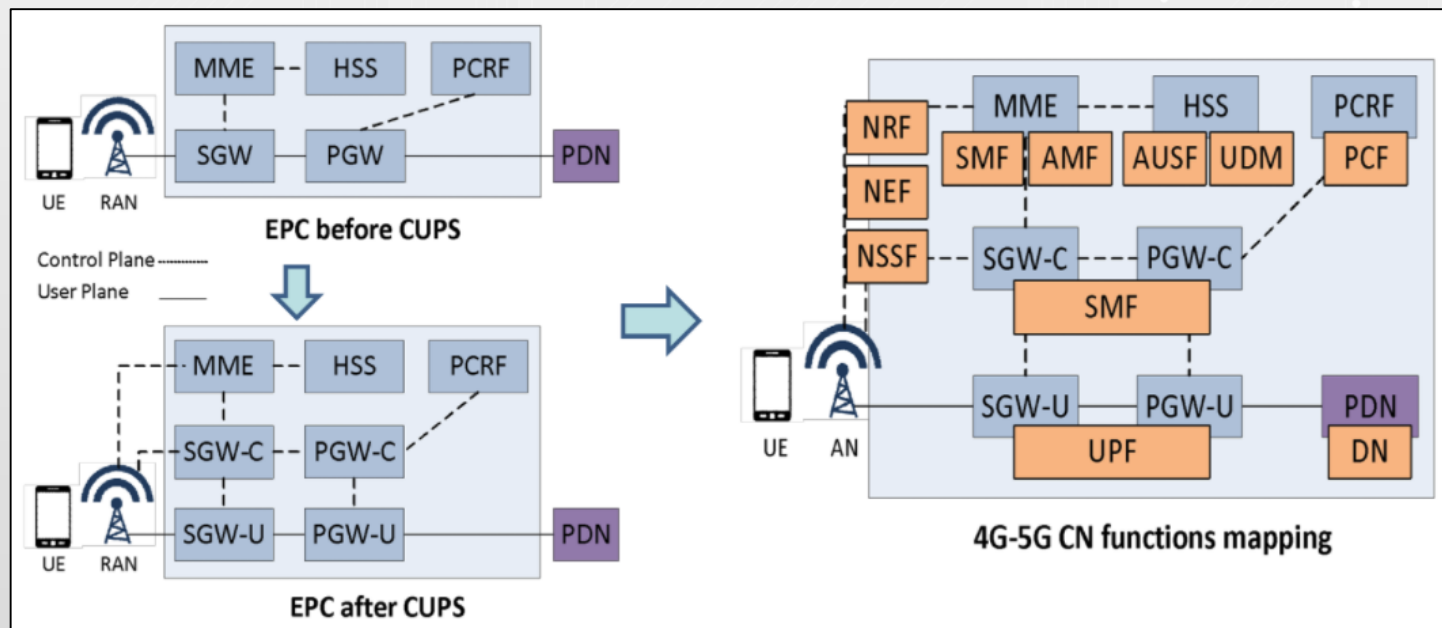 MME
HSS
PCRF
SGW
PGW
PDN
UE
RAN
EPC before CUPS
Control Plane
User Plane
MME
HSS
PCRF
SGW-C
PGW-C
SGW-U
PGW-U
PDN
UE
RAN
EPC after CUPS
MME
HSS
PCRF
NRF
SMF
AMF
AUSF
UDM
PCF
NEF
NSSF
SGW-C
PGW-C
SMF
SGW-U
PGW-U
PDN
UE
AN
UPF
DN
4G-5G CN functions mapping